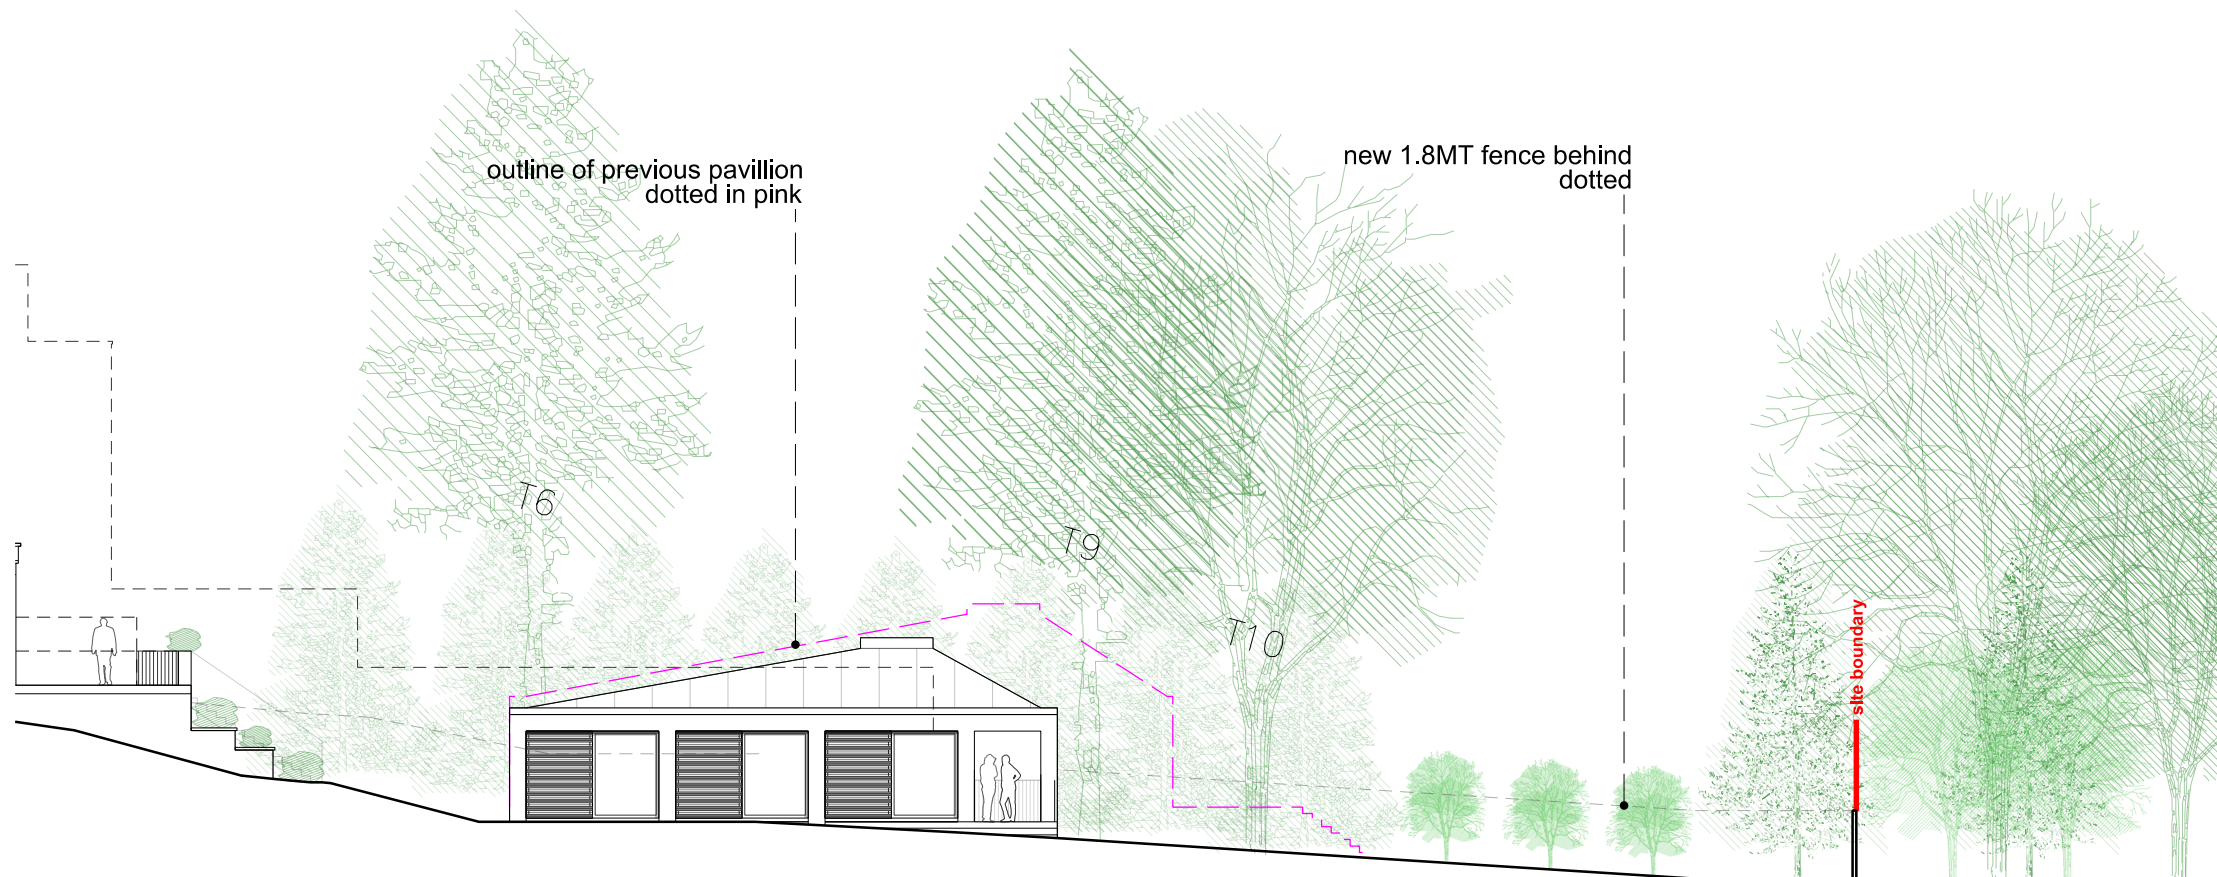 outline of previous pavillion
dotted in pink
new 1.8MT fence behind
dotted
T6
T9
T10
site boundary